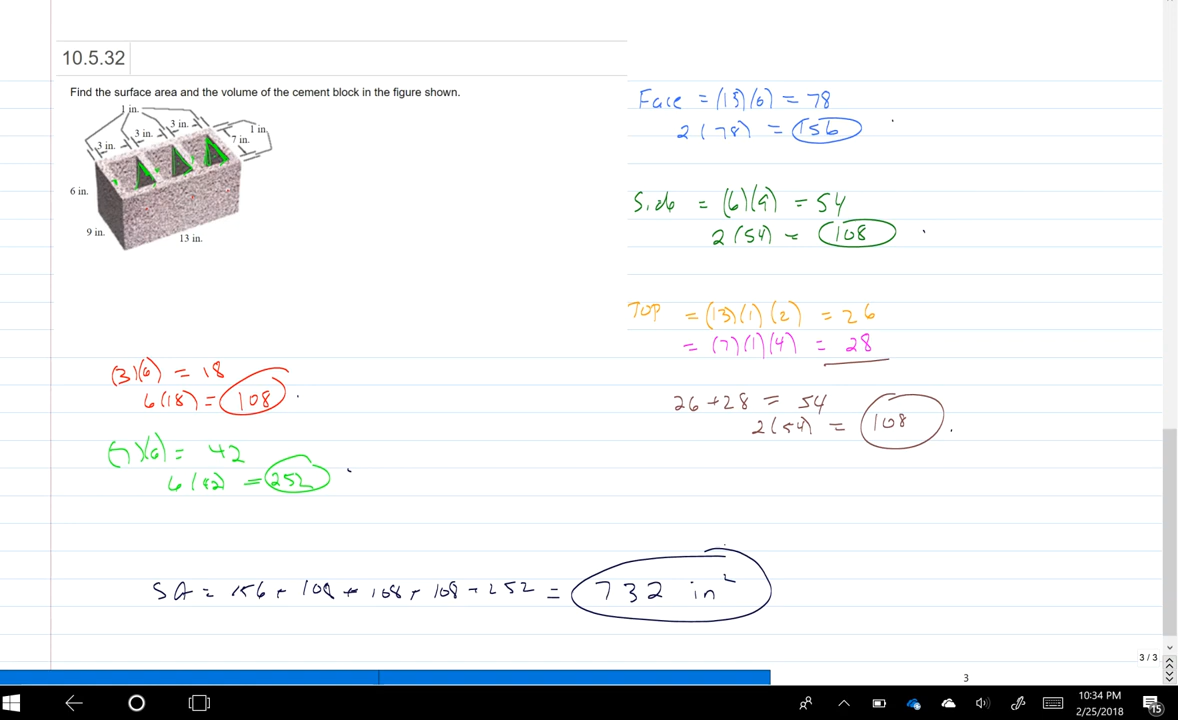 10.5.32
Find the surface area and the volume of the cement block in the figure shown.
1 in.
3 in.
3 in.
3 in.
1 in
7 in.
6 in.
9 in.
13 in.
Face = (13)(6) = 78
2(78) = 156
Side = (6)(9) = 54
2(54) = 108
TOP = (13)(1)(2) = 26
= (7)(1)(4) = 28
26 + 28 = 54
2(54) = 108
(3)(6) = 18
6(18) = 108
(7)(6) = 42
6(42) = 252
SA = 156 + 108 + 108 + 108 + 252 = 732 in²
3 / 3
3
10:34 PM
2/25/2018
15